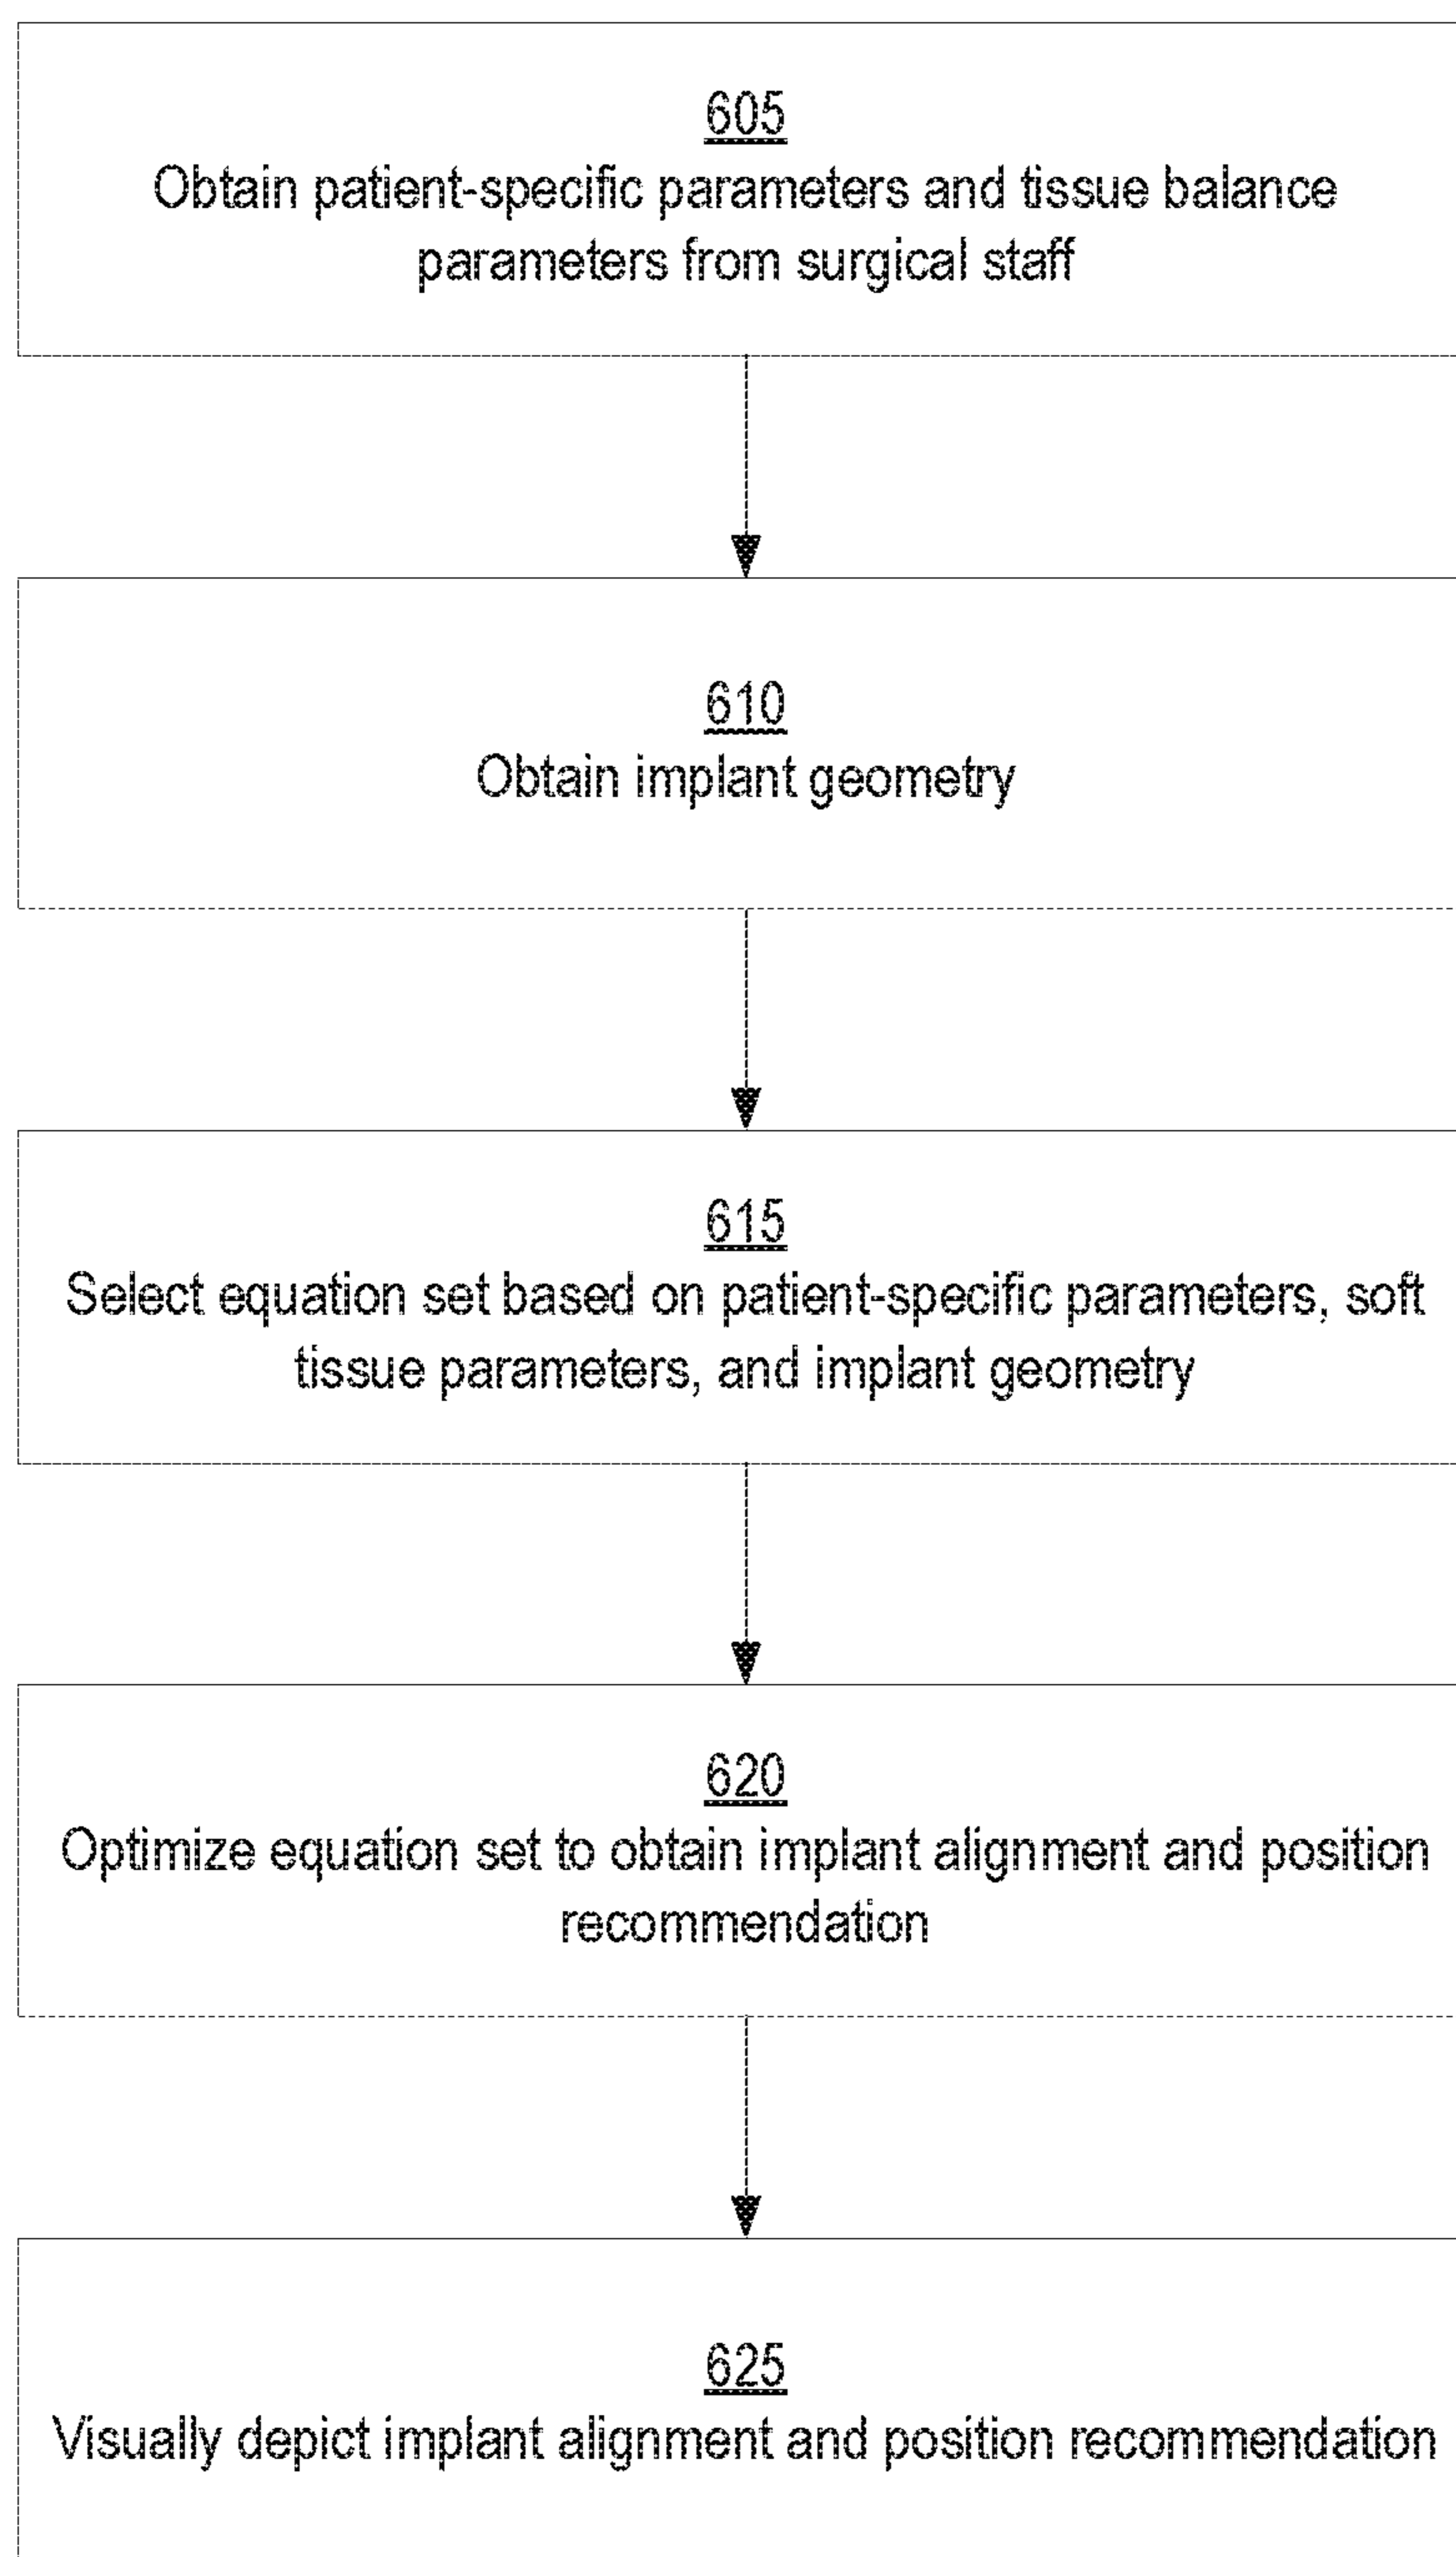 605
Obtain patient-specific parameters and tissue balance
parameters from surgical staff
610
Obtain implant geometry
615
Select equation set based on patient-specific parameters, soft
tissue parameters, and implant geometry
620
Optimize equation set to obtain implant alignment and position
recommendation
625
Visually depict implant alignment and position recommendation